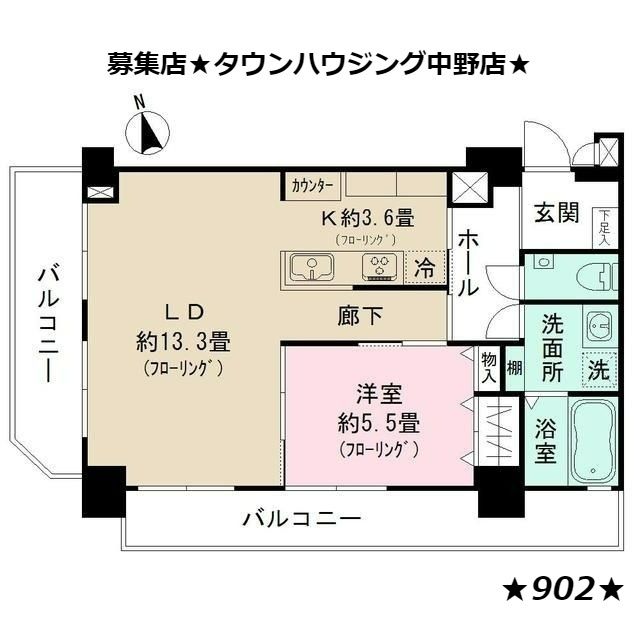 募集店★タウンハウジング中野店★
N
カウンター
K約3.6畳
(フローリング)
冷
ホール
玄関
下足入
バルコニー
LD
約13.3畳
(フローリング)
廊下
洗面所
洗
物入
棚
洋室
約5.5畳
(フローリング)
浴室
バルコニー
★902★